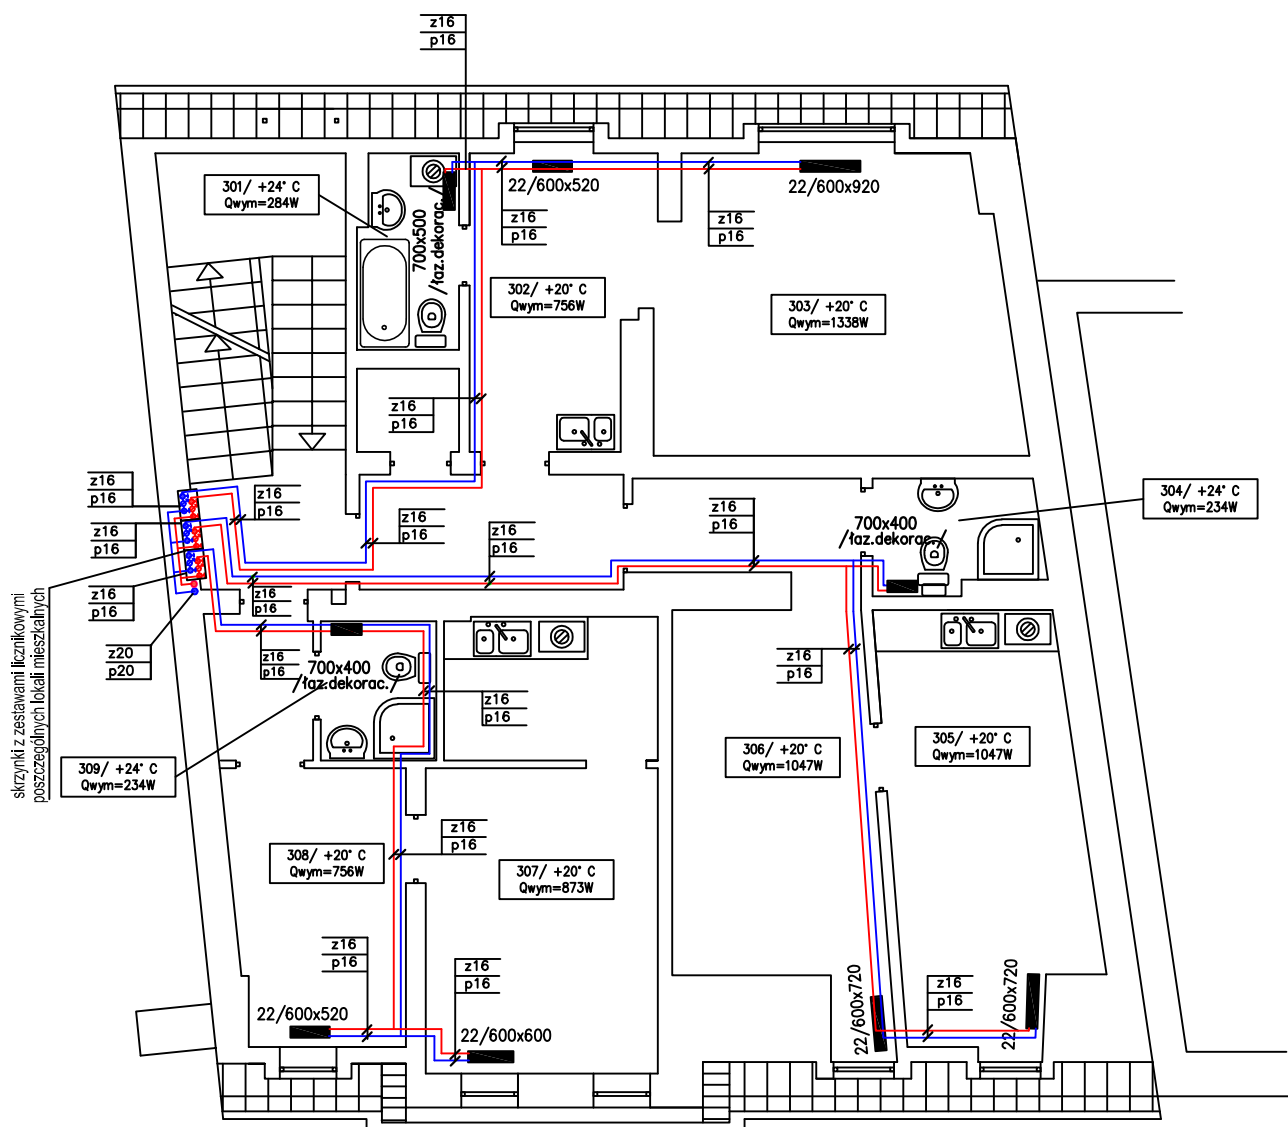 z16
p16
301/ +24° C
Qwym=284W
700x500
/łaz.dekorac./
22/600x520
22/600x920
z16
p16
z16
p16
302/ +20° C
Qwym=756W
303/ +20° C
Qwym=1338W
z16
p16
z16
p16
z16
p16
z16
p16
z16
p16
z16
p16
z16
p16
700x400
/łaz.dekorac./
304/ +24° C
Qwym=234W
z16
p16
z16
p16
z20
p20
z16
p16
700x400
/łaz.dekorac./
z16
p16
z16
p16
skrzynki z zestawami licznikowymi
poszczególnych lokali mieszkalnych
309/ +24° C
Qwym=234W
306/ +20° C
Qwym=1047W
305/ +20° C
Qwym=1047W
z16
p16
308/ +20° C
Qwym=756W
307/ +20° C
Qwym=873W
z16
p16
z16
p16
z16
p16
22/600x520
22/600x600
22/600x720
22/600x720